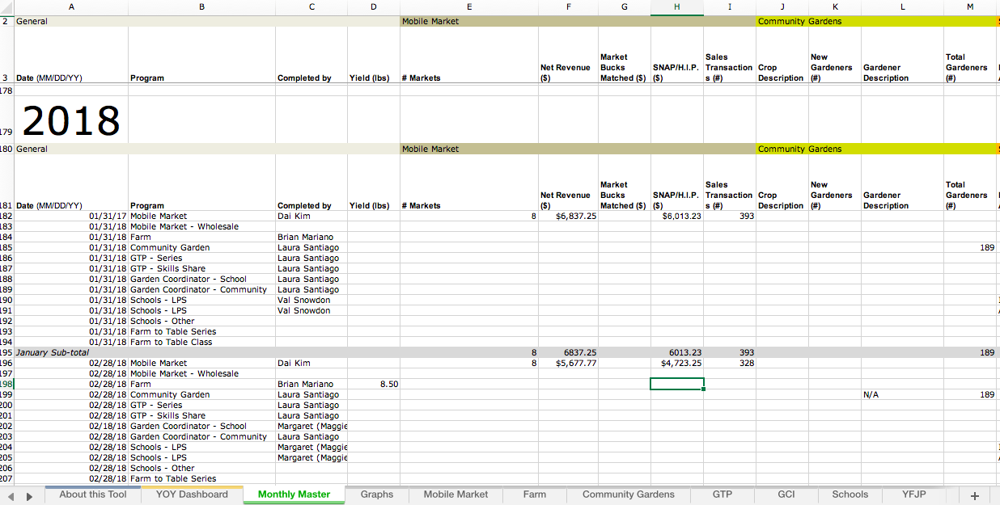 A B C D E F G H I J K L M
2 General Mobile Market Community Gardens
3 Date (MM/DD/YY) Program Completed by Yield (lbs) # Markets Net Revenue ($) Market Bucks Matched ($) SNAP/H.I.P. ($) Sales Transactions (#) Crop Description New Gardeners (#) Gardener Description Total Gardeners (#)
178
179 2018
180 General Mobile Market Community Gardens
181 Date (MM/DD/YY) Program Completed by Yield (lbs) # Markets Net Revenue ($) Market Bucks Matched ($) SNAP/H.I.P. ($) Sales Transactions (#) Crop Description New Gardeners (#) Gardener Description Total Gardeners (#)
182 01/31/17 Mobile Market Dai Kim 8 $6,837.25 $6,013.23 393
183 01/31/18 Mobile Market - Wholesale
184 01/31/18 Farm Brian Mariano
185 01/31/18 Community Garden Laura Santiago 189
186 01/31/18 GTP - Series Laura Santiago
187 01/31/18 GTP - Skills Share Laura Santiago
188 01/31/18 Garden Coordinator - School Laura Santiago
189 01/31/18 Garden Coordinator - Community Laura Santiago
190 01/31/18 Schools - LPS Val Snowdon
191 01/31/18 Schools - LPS Val Snowdon
192 01/31/18 Schools - Other
193 01/31/18 Farm to Table Series
194 01/31/18 Farm to Table Class
195 January Sub-total 8 6837.25 6013.23 393 189
196 02/28/18 Mobile Market Dai Kim 8 $5,677.77 $4,723.25 328
197 02/28/18 Mobile Market - Wholesale
198 02/28/18 Farm Brian Mariano 8.50
199 02/28/18 Community Garden Laura Santiago N/A 189
200 02/28/18 GTP - Series Laura Santiago
201 02/28/18 GTP - Skills Share Laura Santiago
202 02/18/18 Garden Coordinator - School Margaret (Maggie
203 02/28/18 Garden Coordinator - Community Laura Santiago
204 02/28/18 Schools - LPS Margaret (Maggie
205 02/28/18 Schools - LPS Margaret (Maggie
206 02/28/18 Schools - Other
207 02/28/18 Farm to Table Series
About this Tool YOY Dashboard Monthly Master Graphs Mobile Market Farm Community Gardens GTP GCI Schools YFJP +